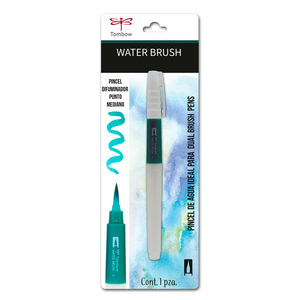 Tombow
WATER BRUSH
PINCEL
DIFUMINADOR
PUNTO
MEDIANO
PINCEL DE AGUA IDEAL PARA
DUAL BRUSH PENS
Cont. 1 pza.